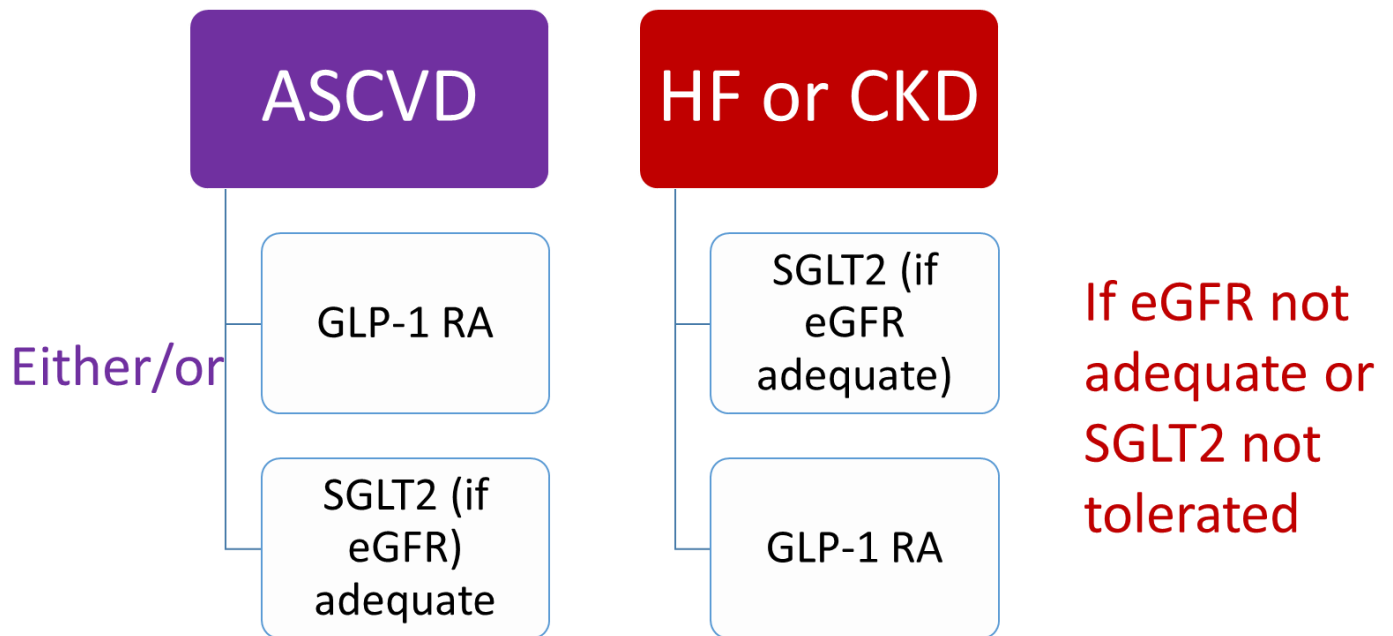 ASCVD
HF or CKD
Either/or
GLP-1 RA
SGLT2 (if
eGFR)
adequate
SGLT2 (if
eGFR
adequate)
GLP-1 RA
If eGFR not
adequate or
SGLT2 not
tolerated